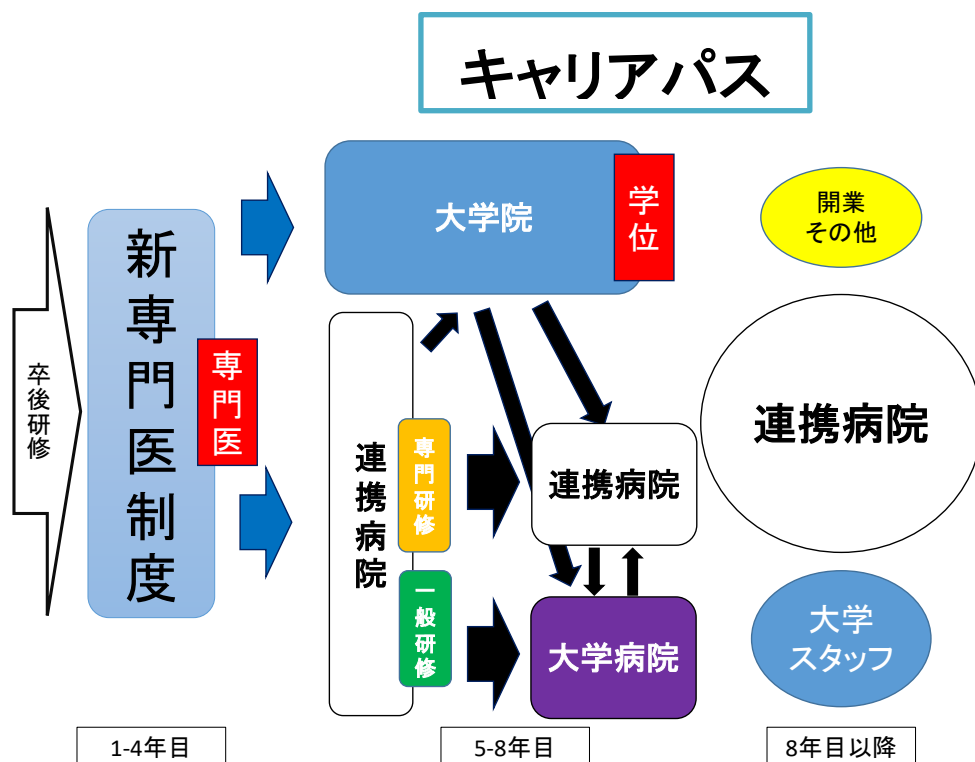 キャリアパス
卒後研修
新専門医制度
専門医
大学院
学位
連携病院
専門研修
一般研修
連携病院
大学病院
開業
その他
連携病院
大学
スタッフ
1-4年目
5-8年目
8年目以降